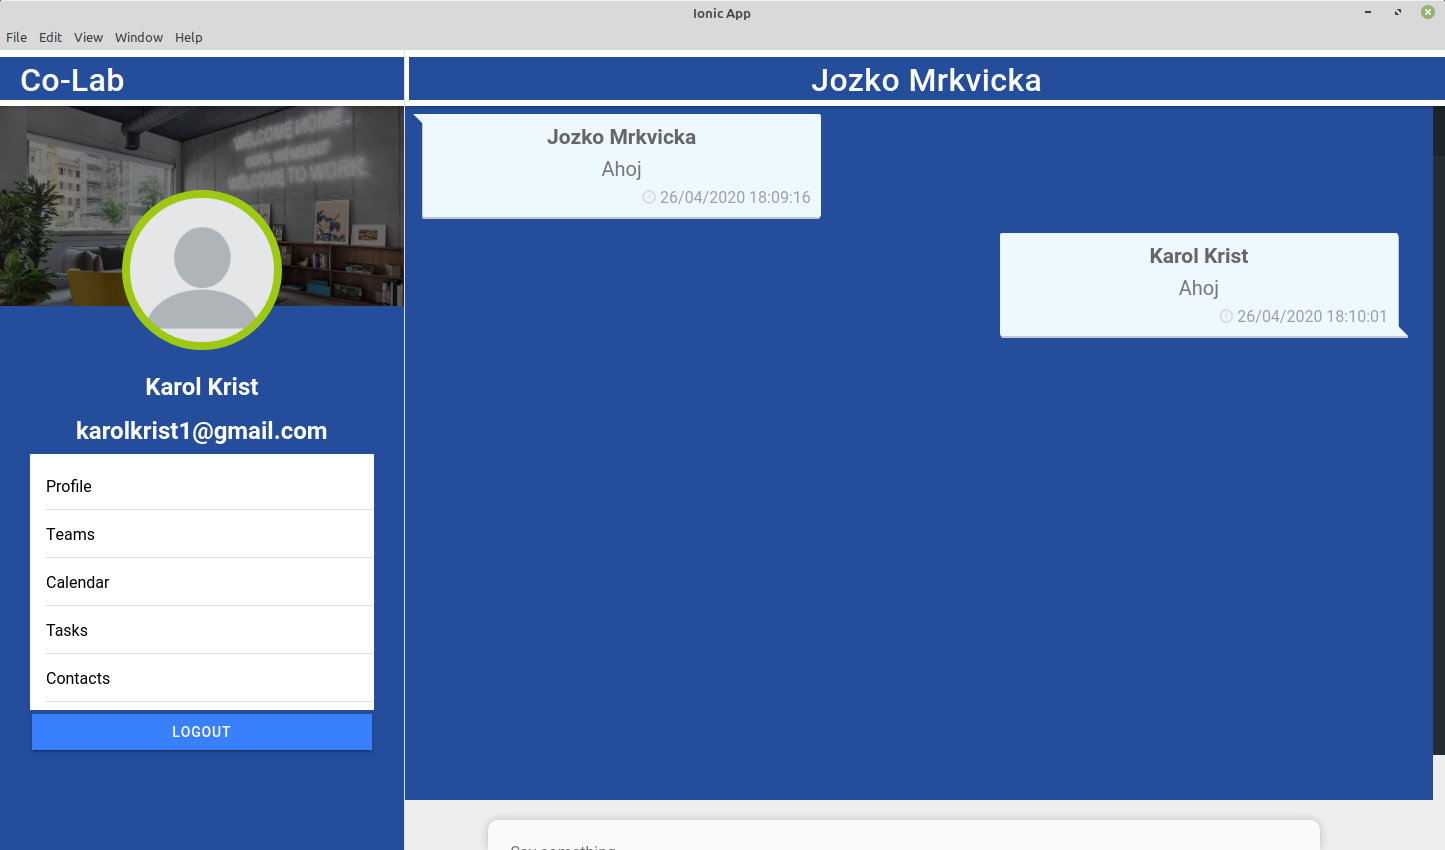 Ionic App
File Edit View Window Help
Co-Lab
Jozko Mrkvicka
WELCOME HOME..
WELCOME TO WORK.
Karol Krist
karolkrist1@gmail.com
Profile
Teams
Calendar
Tasks
Contacts
LOGOUT
Jozko Mrkvicka
Ahoj
26/04/2020 18:09:16
Karol Krist
Ahoj
26/04/2020 18:10:01
Say something